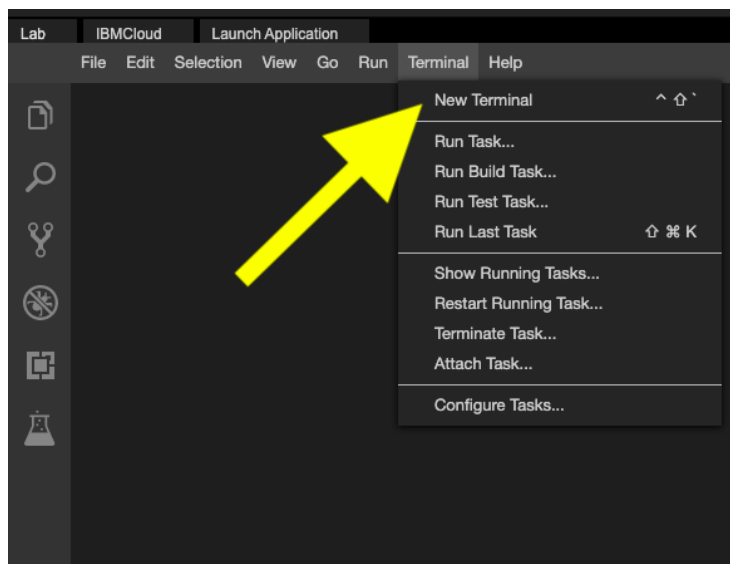 Lab IBMCloud Launch Application
File Edit Selection View Go Run Terminal Help
New Terminal ^ ⇧ `
Run Task...
Run Build Task...
Run Test Task...
Run Last Task ⇧ ⌘ K
Show Running Tasks...
Restart Running Task...
Terminate Task...
Attach Task...
Configure Tasks...